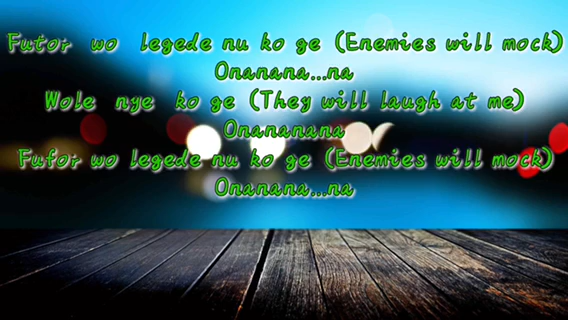 Futor wo legede nu ko ge (Enemies will mock)
Onanana...na
Wole nye ko ge (They will laugh at me)
Onananana
Fufor wo legede nu ko ge (Enemies will mock)
Onanana...na